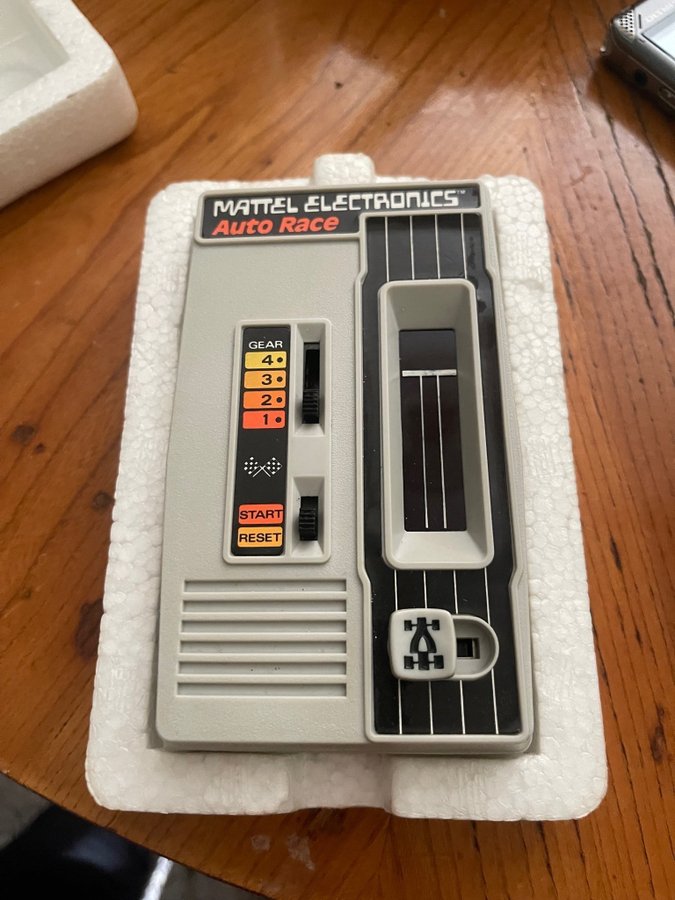 MATTEL ELECTRONICS™
Auto Race
GEAR
4
3
2
1
START
RESET